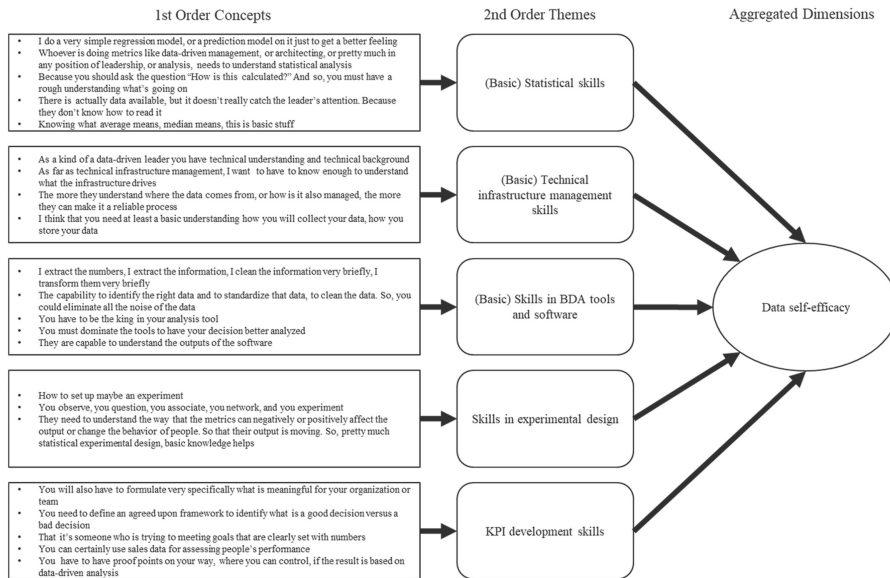 1st Order Concepts
2nd Order Themes
Aggregated Dimensions
• I do a very simple regression model, or a prediction model on it just to get a better feeling
• Whoever is doing metrics like data-driven management, or architecting, or pretty much in
any position of leadership, or analysis, needs to understand statistical analysis
• Because you should ask the question “How is this calculated?” And so, you must have a
rough understanding what’s going on
• There is actually data available, but it doesn’t really catch the leader’s attention. Because
they don’t know how to read it
• Knowing what average means, median means, this is basic stuff
(Basic) Statistical skills
• As a kind of a data-driven leader you have technical understanding and technical background
• As far as technical infrastructure management, I want to have to know enough to understand
what the infrastructure drives
• The more they understand where the data comes from, or how is it also managed, the more
they can make it a reliable process
• I think that you need at least a basic understanding how you will collect your data, how you
store your data
(Basic) Technical
infrastructure management
skills
• I extract the numbers, I extract the information, I clean the information very briefly, I
transform them very briefly
• The capability to identify the right data and to standardize that data, to clean the data. So, you
could eliminate all the noise of the data
• You have to be the king in your analysis tool
• You must dominate the tools to have your decision better analyzed
• They are capable to understand the outputs of the software
(Basic) Skills in BDA tools
and software
Data self-efficacy
• How to set up maybe an experiment
• You observe, you question, you associate, you network, and you experiment
• They need to understand the way that the metrics can negatively or positively affect the
output or change the behavior of people. So that their output is moving. So, pretty much
statistical experimental design, basic knowledge helps
Skills in experimental design
• You will also have to formulate very specifically what is meaningful for your organization or
team
• You need to define an agreed upon framework to identify what is a good decision versus a
bad decision
• That it’s someone who is trying to meeting goals that are clearly set with numbers
• You can certainly use sales data for assessing people’s performance
• You have to have proof points on your way, where you can control, if the result is based on
data-driven analysis
KPI development skills